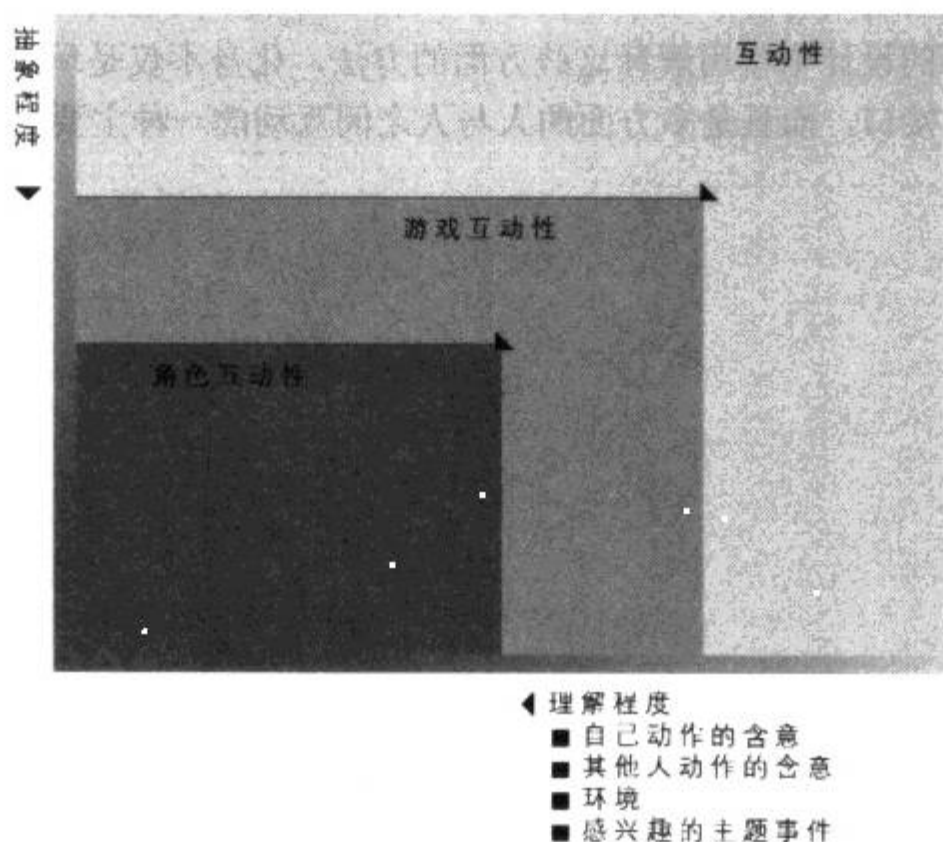 抽象程度
互动性
游戏互动性
角色互动性
理解程度
自己动作的含意
其他人动作的含意
环境
感兴趣的主题事件